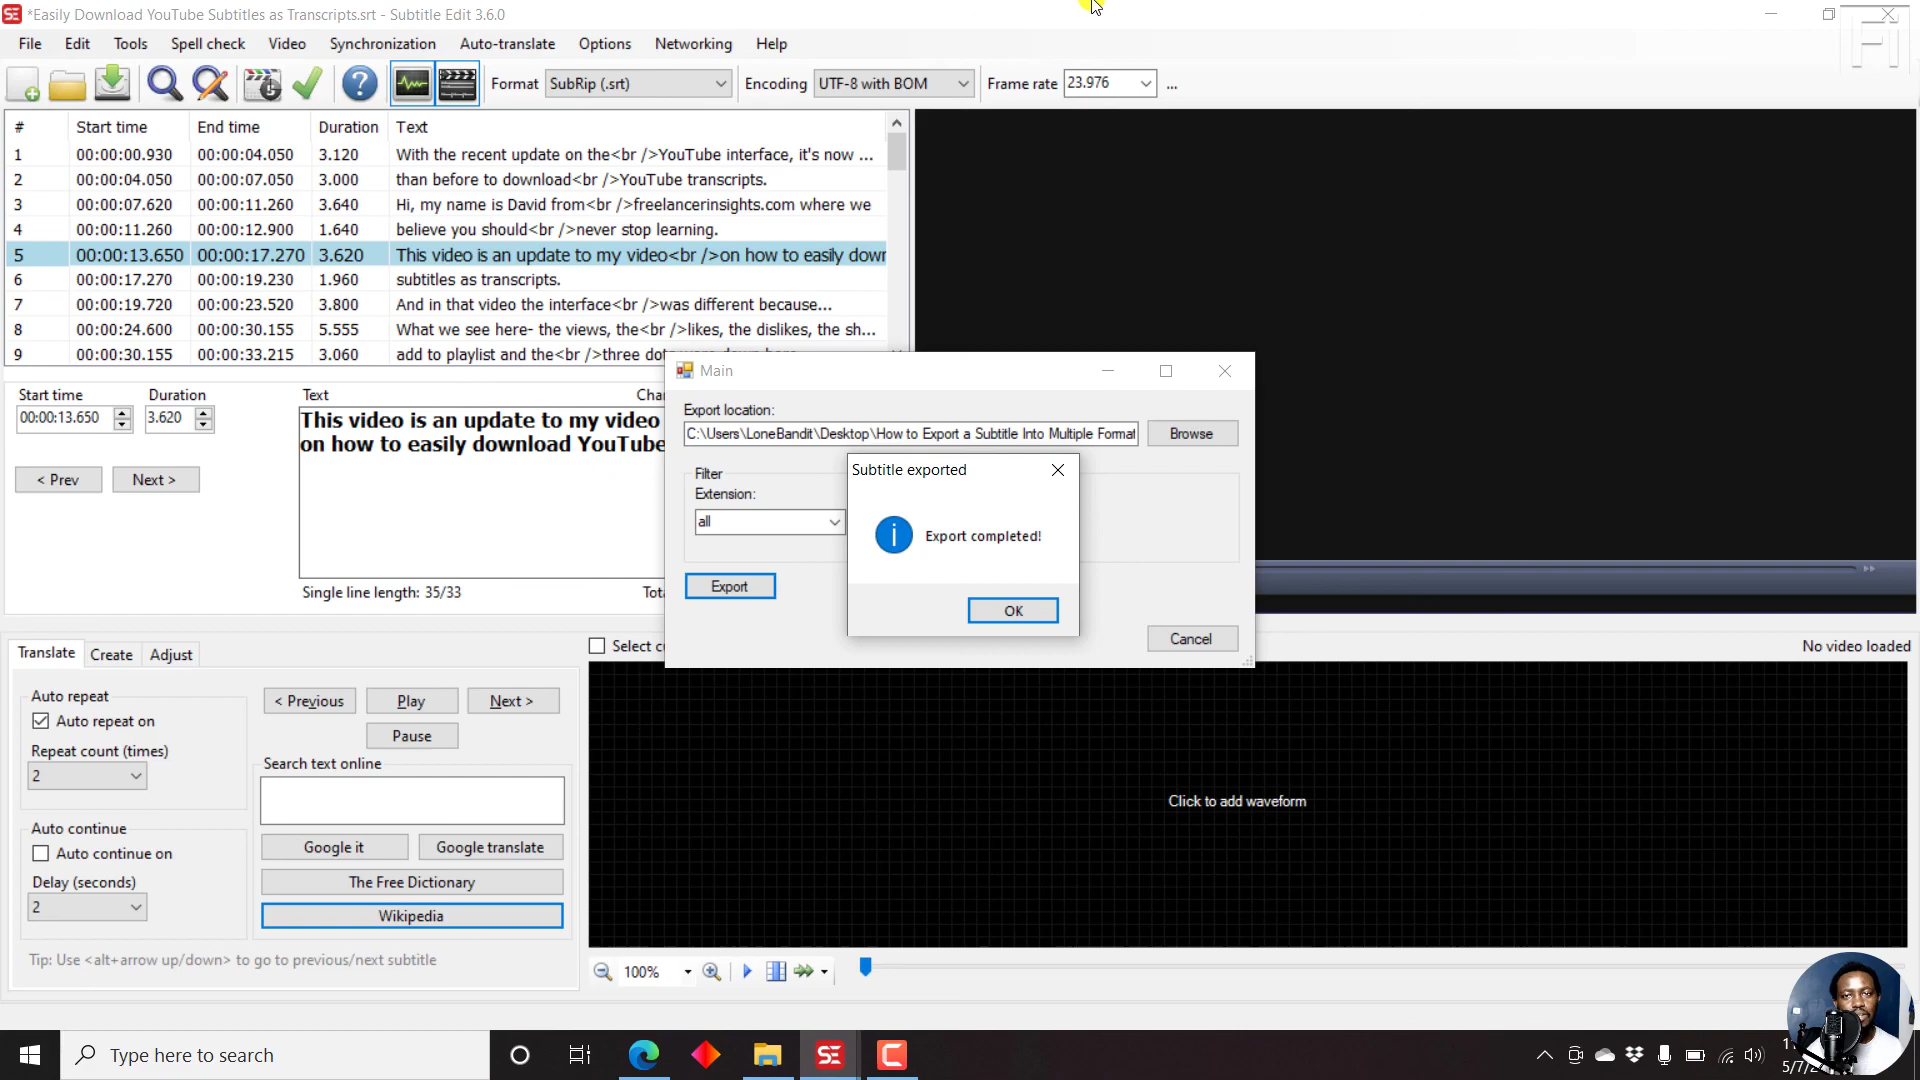 *Easily Download YouTube Subtitles as Transcripts.srt - Subtitle Edit 3.6.0
File Edit Tools Spell check Video Synchronization Auto-translate Options Networking Help
Format SubRip (.srt) Encoding UTF-8 with BOM Frame rate 23.976 ...
# Start time End time Duration Text
1 00:00:00.930 00:00:04.050 3.120 With the recent update on the<br />YouTube interface, it's now ...
2 00:00:04.050 00:00:07.050 3.000 than before to download<br />YouTube transcripts.
3 00:00:07.620 00:00:11.260 3.640 Hi, my name is David from<br />freelancerinsights.com where we
4 00:00:11.260 00:00:12.900 1.640 believe you should<br />never stop learning.
5 00:00:13.650 00:00:17.270 3.620 This video is an update to my video<br />on how to easily dow
6 00:00:17.270 00:00:19.230 1.960 subtitles as transcripts.
7 00:00:19.720 00:00:23.520 3.800 And in that video the interface<br />was different because...
8 00:00:24.600 00:00:30.155 5.555 What we see here- the views, the<br />likes, the dislikes, the sh...
9 00:00:30.155 00:00:33.215 3.060 add to playlist and the<br />three
Start time Duration Text
00:00:13.650 3.620
This video is an update to my video
on how to easily download YouTube
< Prev Next >
Single line length: 35/33
Main
Export location:
C:\Users\LoneBandit\Desktop\How to Export a Subtitle Into Multiple Format
Browse
Filter
Extension:
all
Export
Cancel
Subtitle exported
Export completed!
OK
Translate Create Adjust
Auto repeat
Auto repeat on
Repeat count (times)
2
Auto continue
Auto continue on
Delay (seconds)
2
< Previous Play Next >
Pause
Search text online
Google it Google translate
The Free Dictionary
Wikipedia
Tip: Use <alt+arrow up/down> to go to previous/next subtitle
Select
No video loaded
Click to add waveform
100%
Type here to search
SE